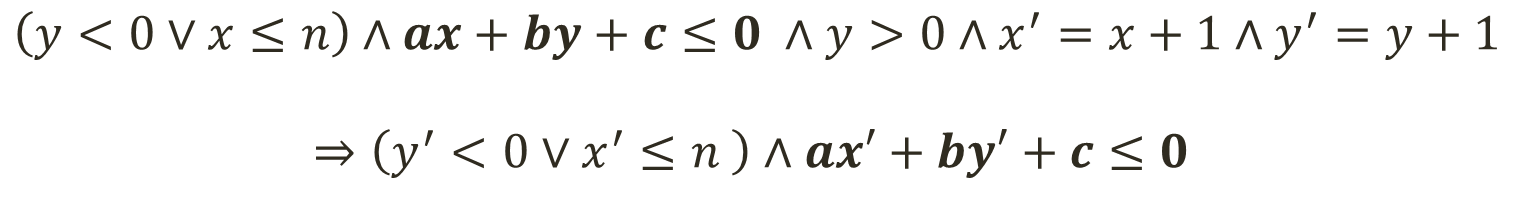 (y < 0 ∨ x ≤ n) ∧ ax + by + c ≤ 0 ∧ y > 0 ∧ x′ = x + 1 ∧ y′ = y + 1
⇒ (y′ < 0 ∨ x′ ≤ n ) ∧ ax′ + by′ + c ≤ 0